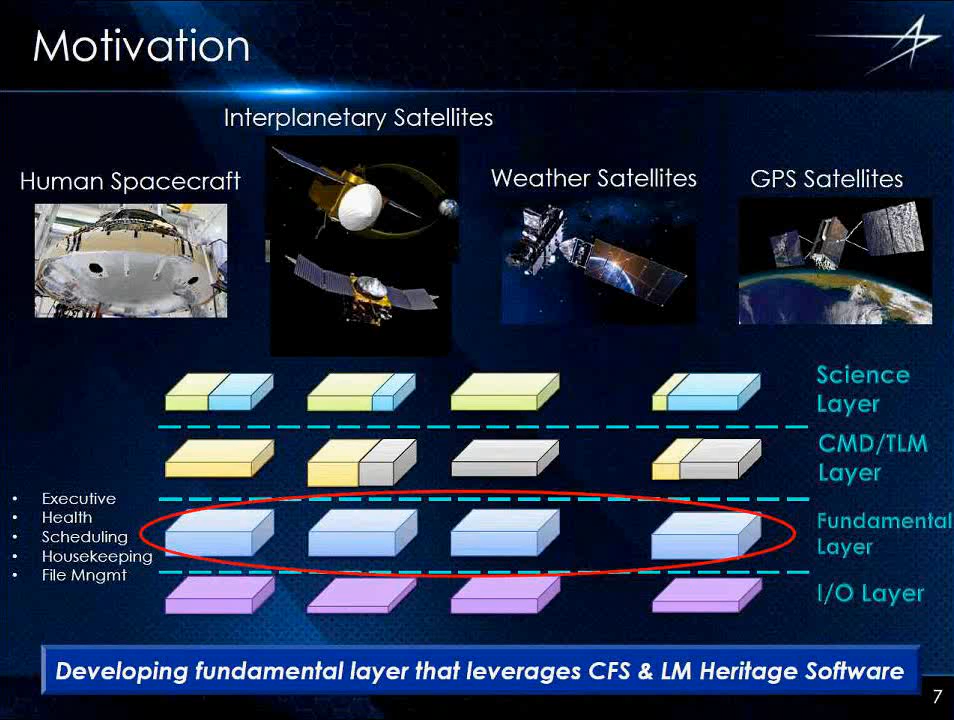 Motivation
Interplanetary Satellites
Human Spacecraft
Weather Satellites
GPS Satellites
Science
Layer
CMD/TLM
Layer
• Executive
• Health
• Scheduling
• Housekeeping
• File Mngmt
Fundamental
Layer
I/O Layer
Developing fundamental layer that leverages CFS & LM Heritage Software
7